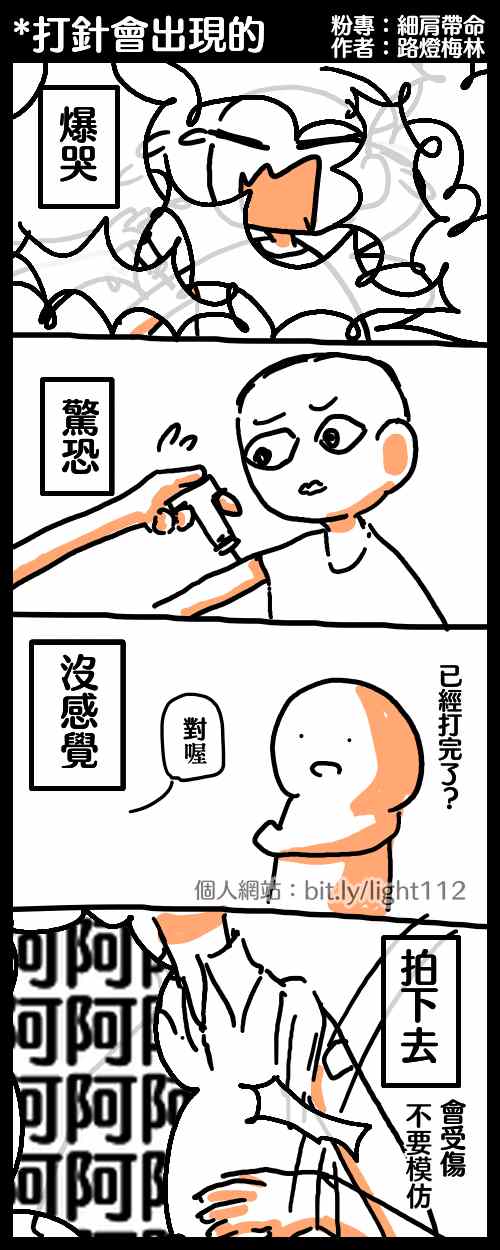 *打針會出現的
粉專：細肩帶命
作者：路燈梅林
爆哭
驚恐
沒感覺
已經打完了？
對喔
個人網站：bit.ly/light112
拍下去
會受傷
不要模仿
阿阿阿
阿阿阿
阿阿阿
阿阿阿